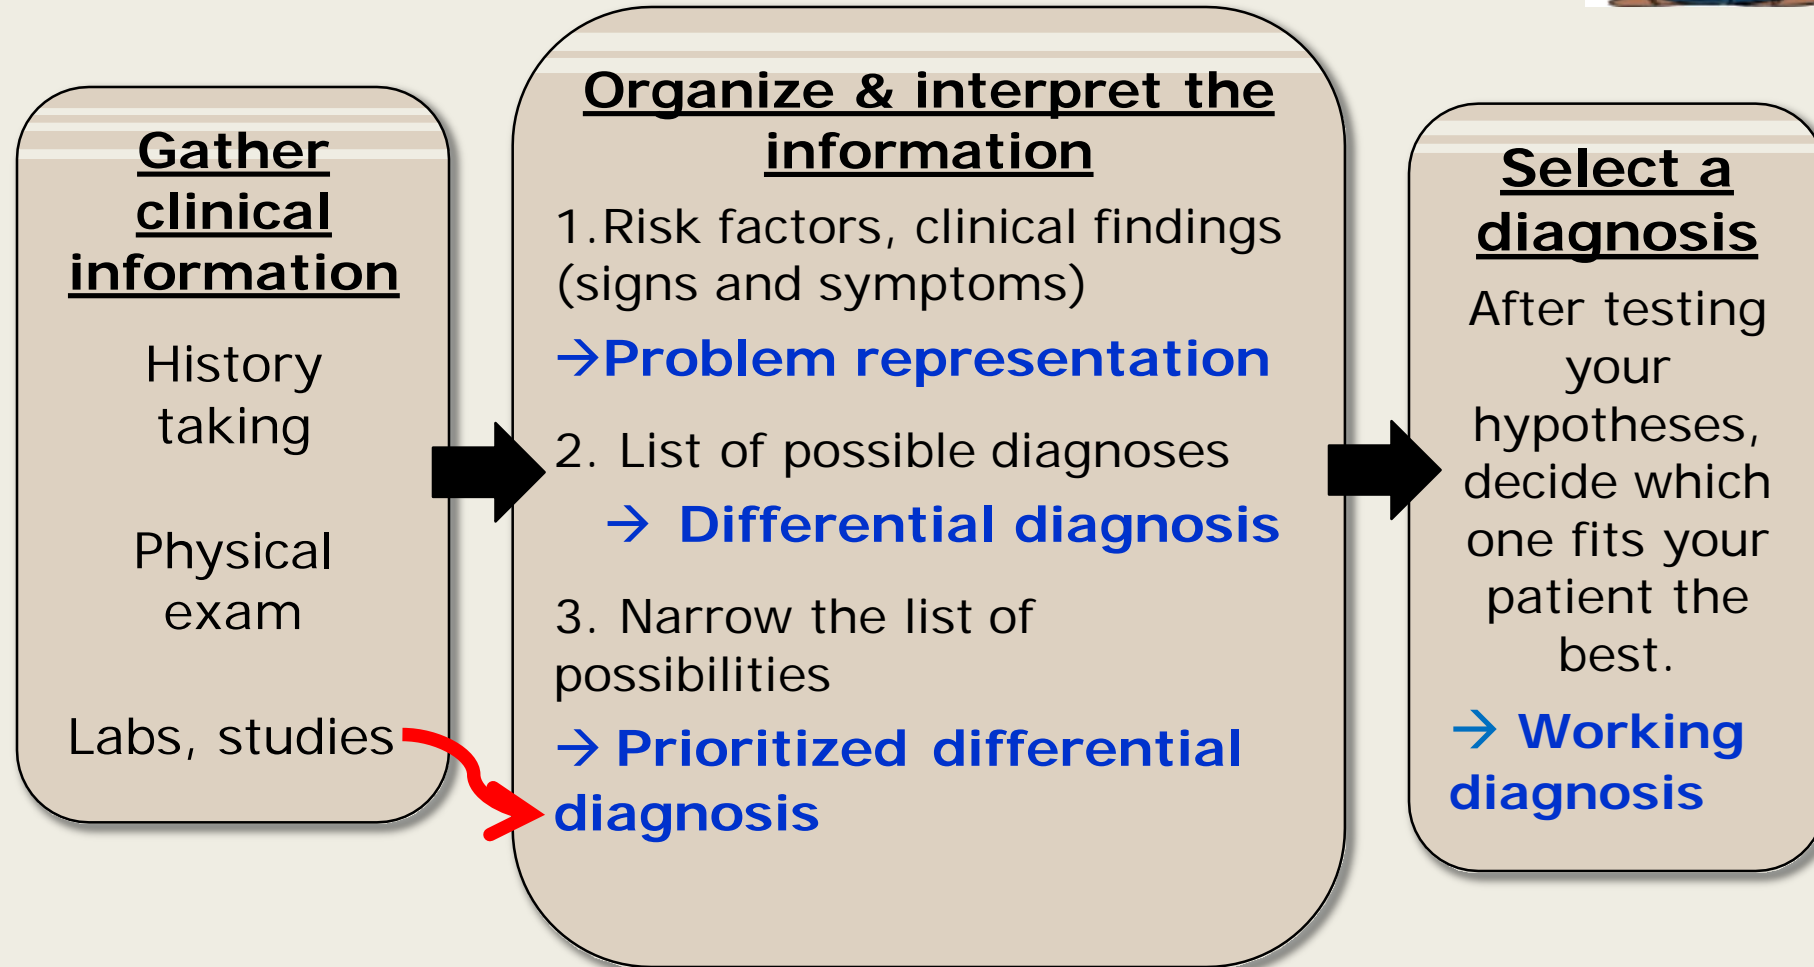 Gather
clinical
information
History
taking
Physical
exam
Labs, studies
Organize & interpret the
information
1.Risk factors, clinical findings
(signs and symptoms)
→Problem representation
2. List of possible diagnoses
→ Differential diagnosis
3. Narrow the list of
possibilities
→ Prioritized differential
diagnosis
Select a
diagnosis
After testing
your
hypotheses,
decide which
one fits your
patient the
best.
→ Working
diagnosis